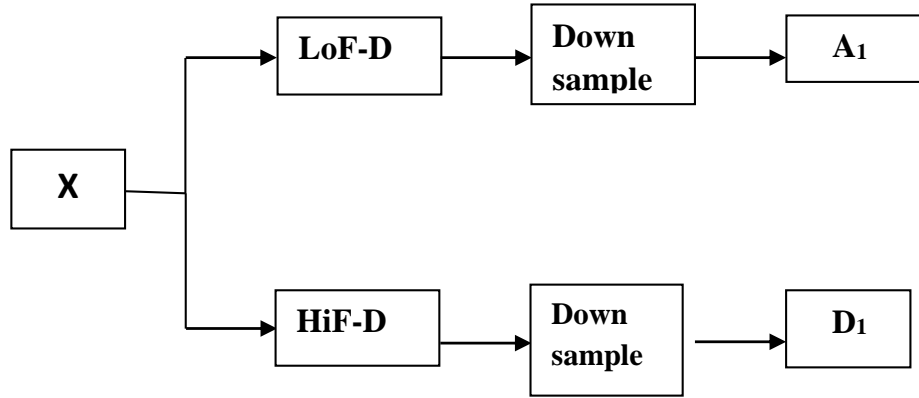 LoF-D
Down
sample
A1
X
HiF-D
Down
sample
D1